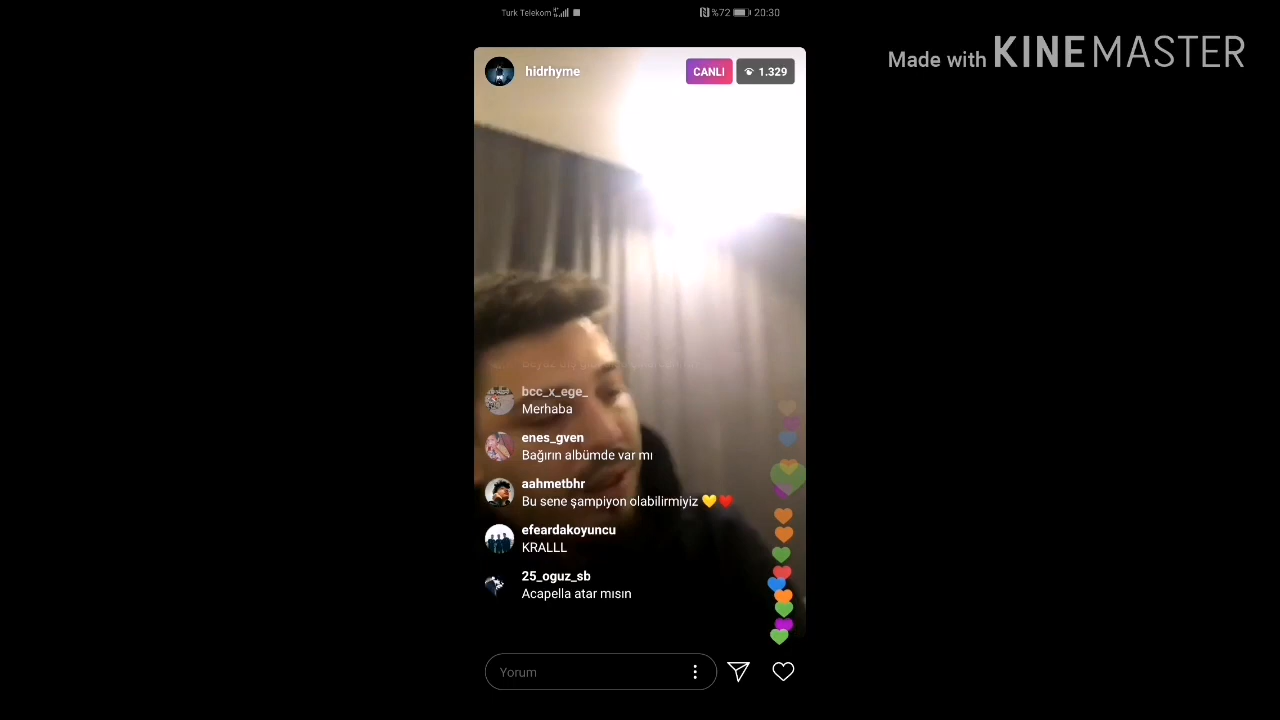 Turk Telekom
%72 20:30
Made with KINEMASTER
hidrhyme
CANLI
1.329
bcc_x_ege_
Merhaba
enes_gven
Bağırın albümde var mı
aahmetbhr
Bu sene şampiyon olabilirmiyiz 💛❤️
efeardakoyuncu
KRALLL
25_oguz_sb
Acapella atar mısın
Yorum